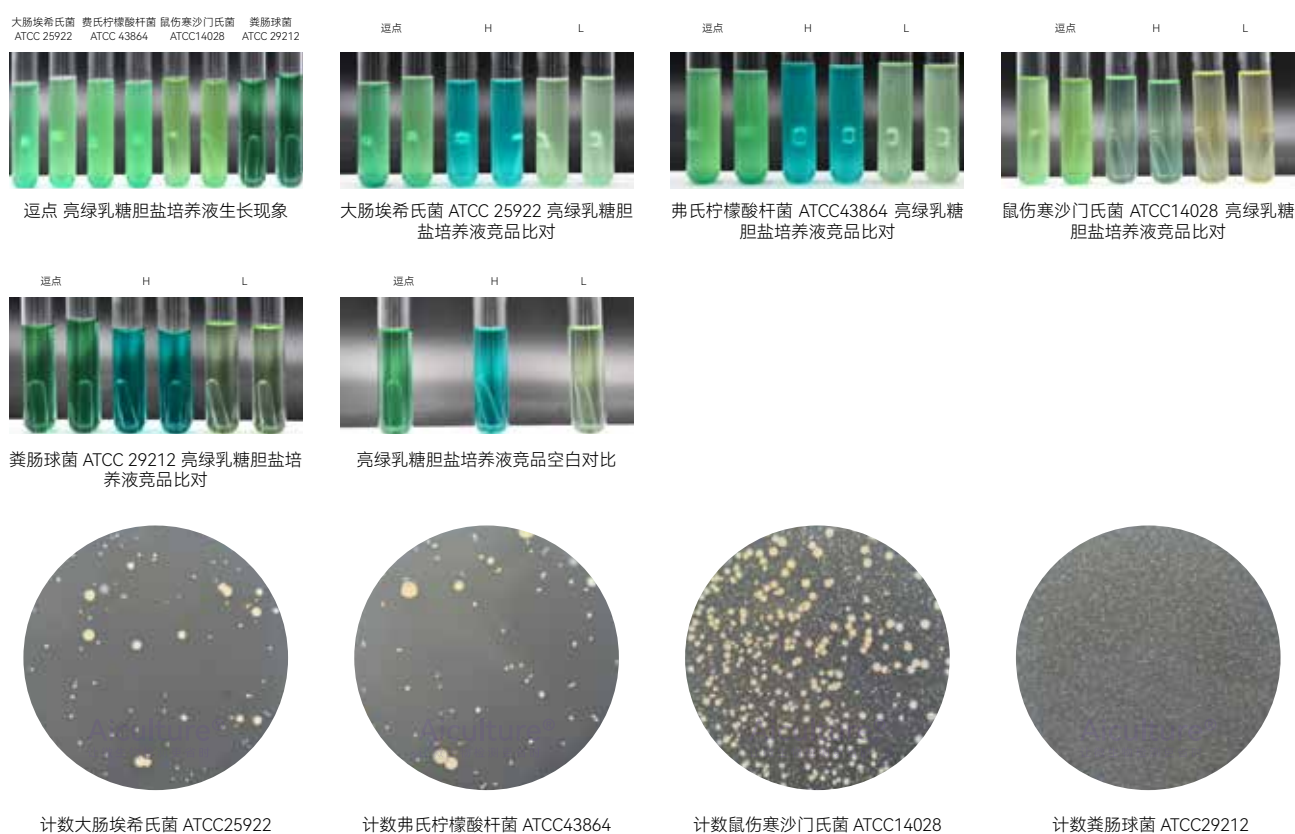 大肠埃希氏菌 费氏柠檬酸杆菌 鼠伤寒沙门氏菌 粪肠球菌
ATCC 25922 ATCC 43864 ATCC14028 ATCC 29212
逗点 H L
逗点 H L
逗点 H L
逗点 亮绿乳糖胆盐培养液生长现象
大肠埃希氏菌 ATCC 25922 亮绿乳糖胆
盐培养液竞品比对
弗氏柠檬酸杆菌 ATCC43864 亮绿乳糖
胆盐培养液竞品比对
鼠伤寒沙门氏菌 ATCC14028 亮绿乳糖
胆盐培养液竞品比对
逗点 H L
逗点 H L
粪肠球菌 ATCC 29212 亮绿乳糖胆盐培
养液竞品比对
亮绿乳糖胆盐培养液竞品空白对比
Aiculture
Aiculture
Aiculture
计数大肠埃希氏菌 ATCC25922
计数弗氏柠檬酸杆菌 ATCC43864
计数鼠伤寒沙门氏菌 ATCC14028
计数粪肠球菌 ATCC29212